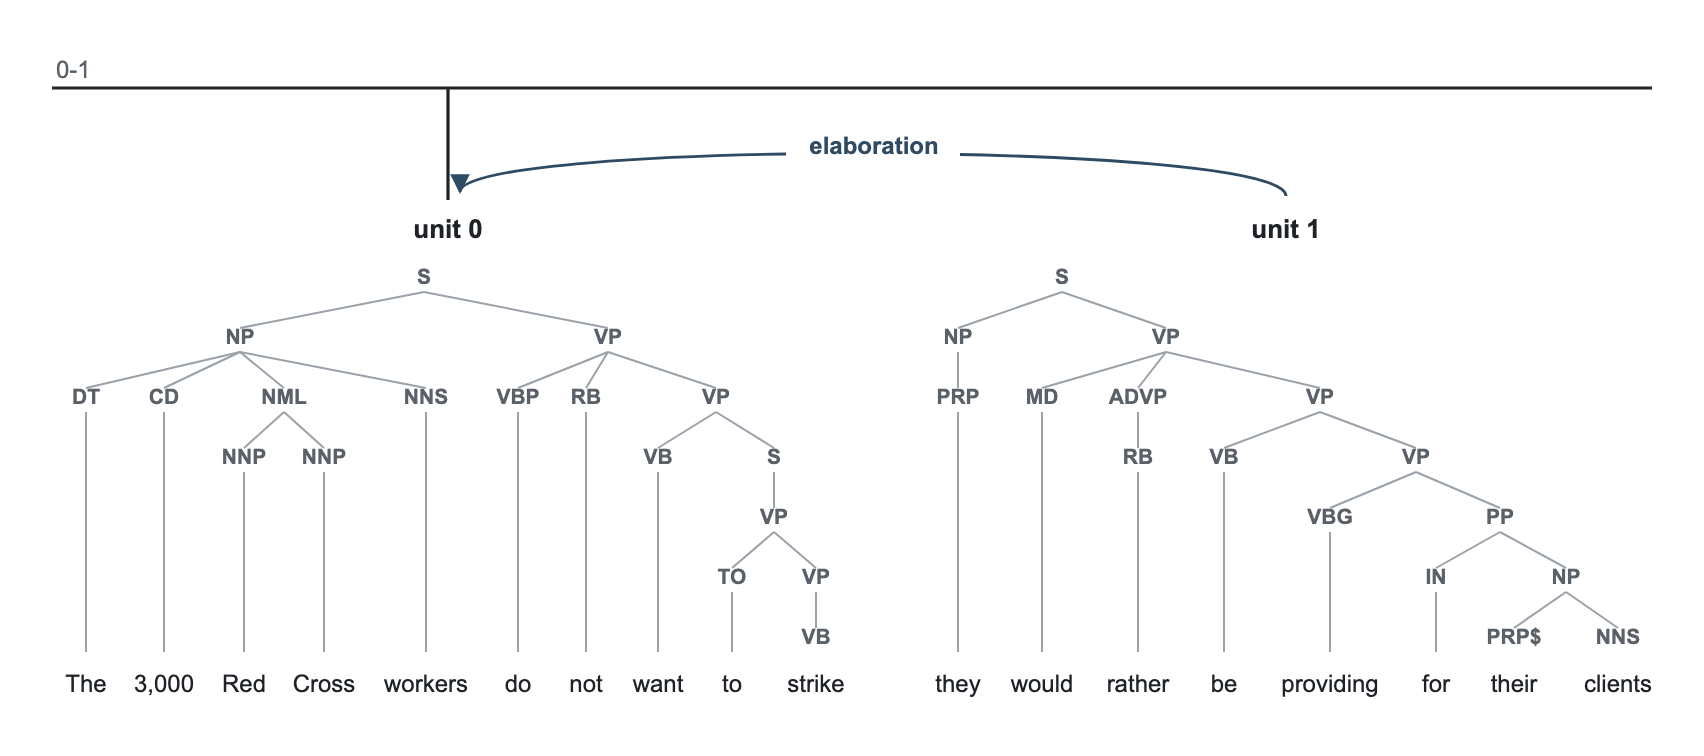 0-1
elaboration
unit 0 unit 1
S S
NP VP NP VP
DT CD NML NNS VBP RB VP PRP MD ADVP VP
NNP NNP VB S RB VB VP
VP VBG PP
TO VP IN NP
VB PRP$ NNS
The 3,000 Red Cross workers do not want to strike they would rather be providing for their clients